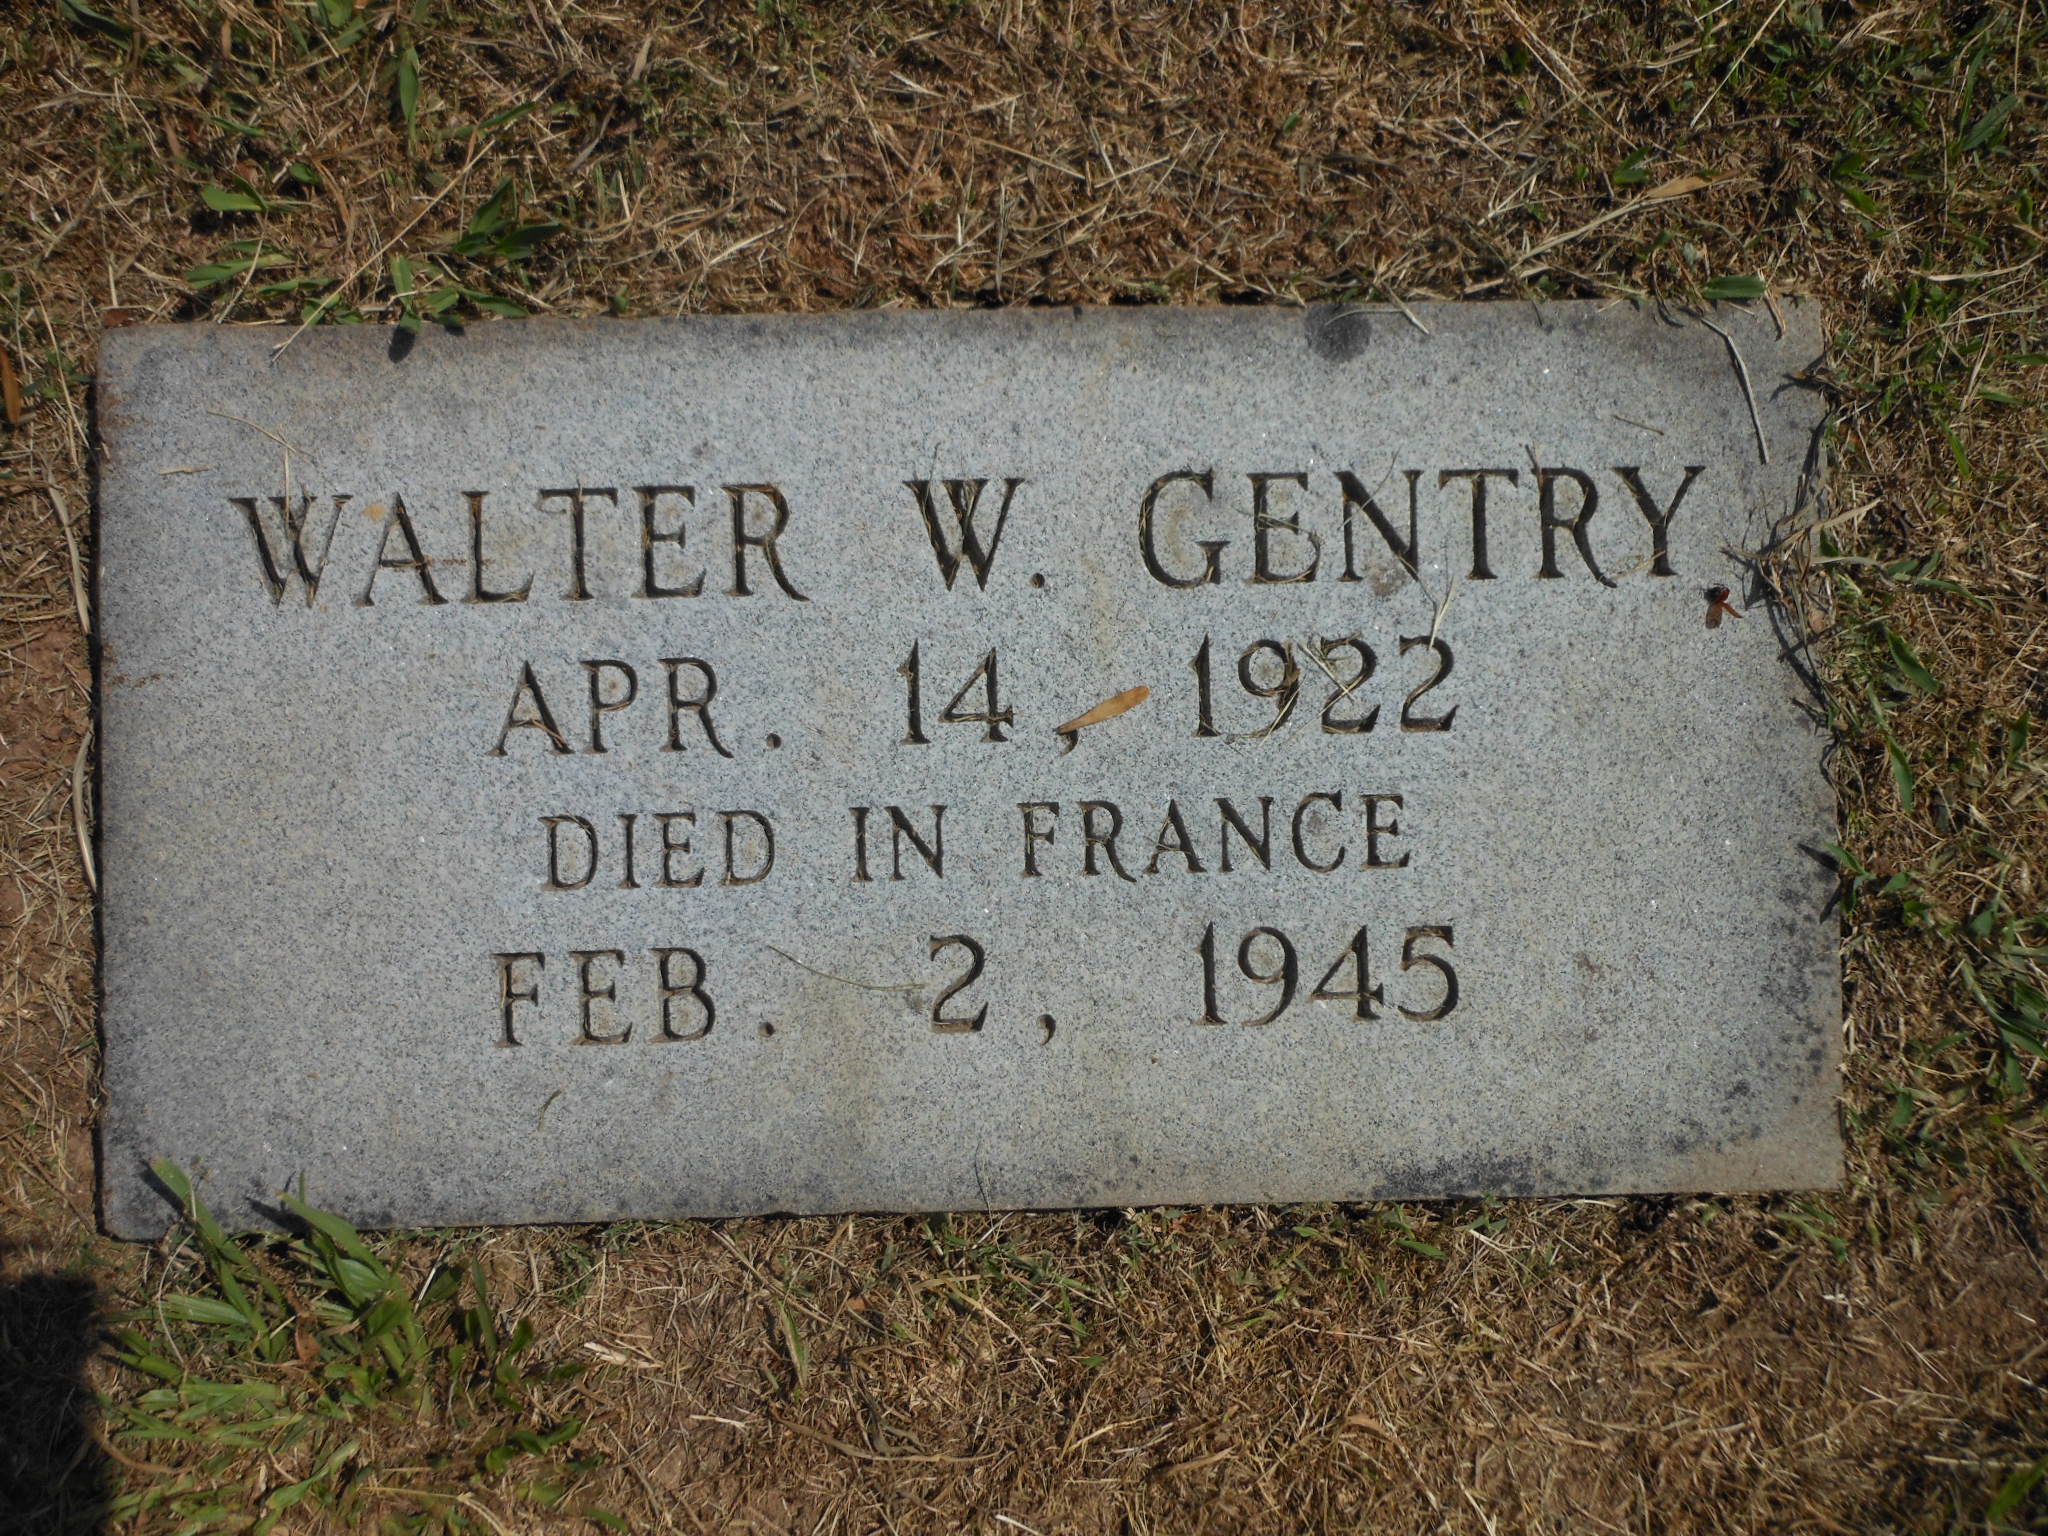 WALTER W. GENTRY
APR. 14, 1922
DIED IN FRANCE
FEB. 2, 1945